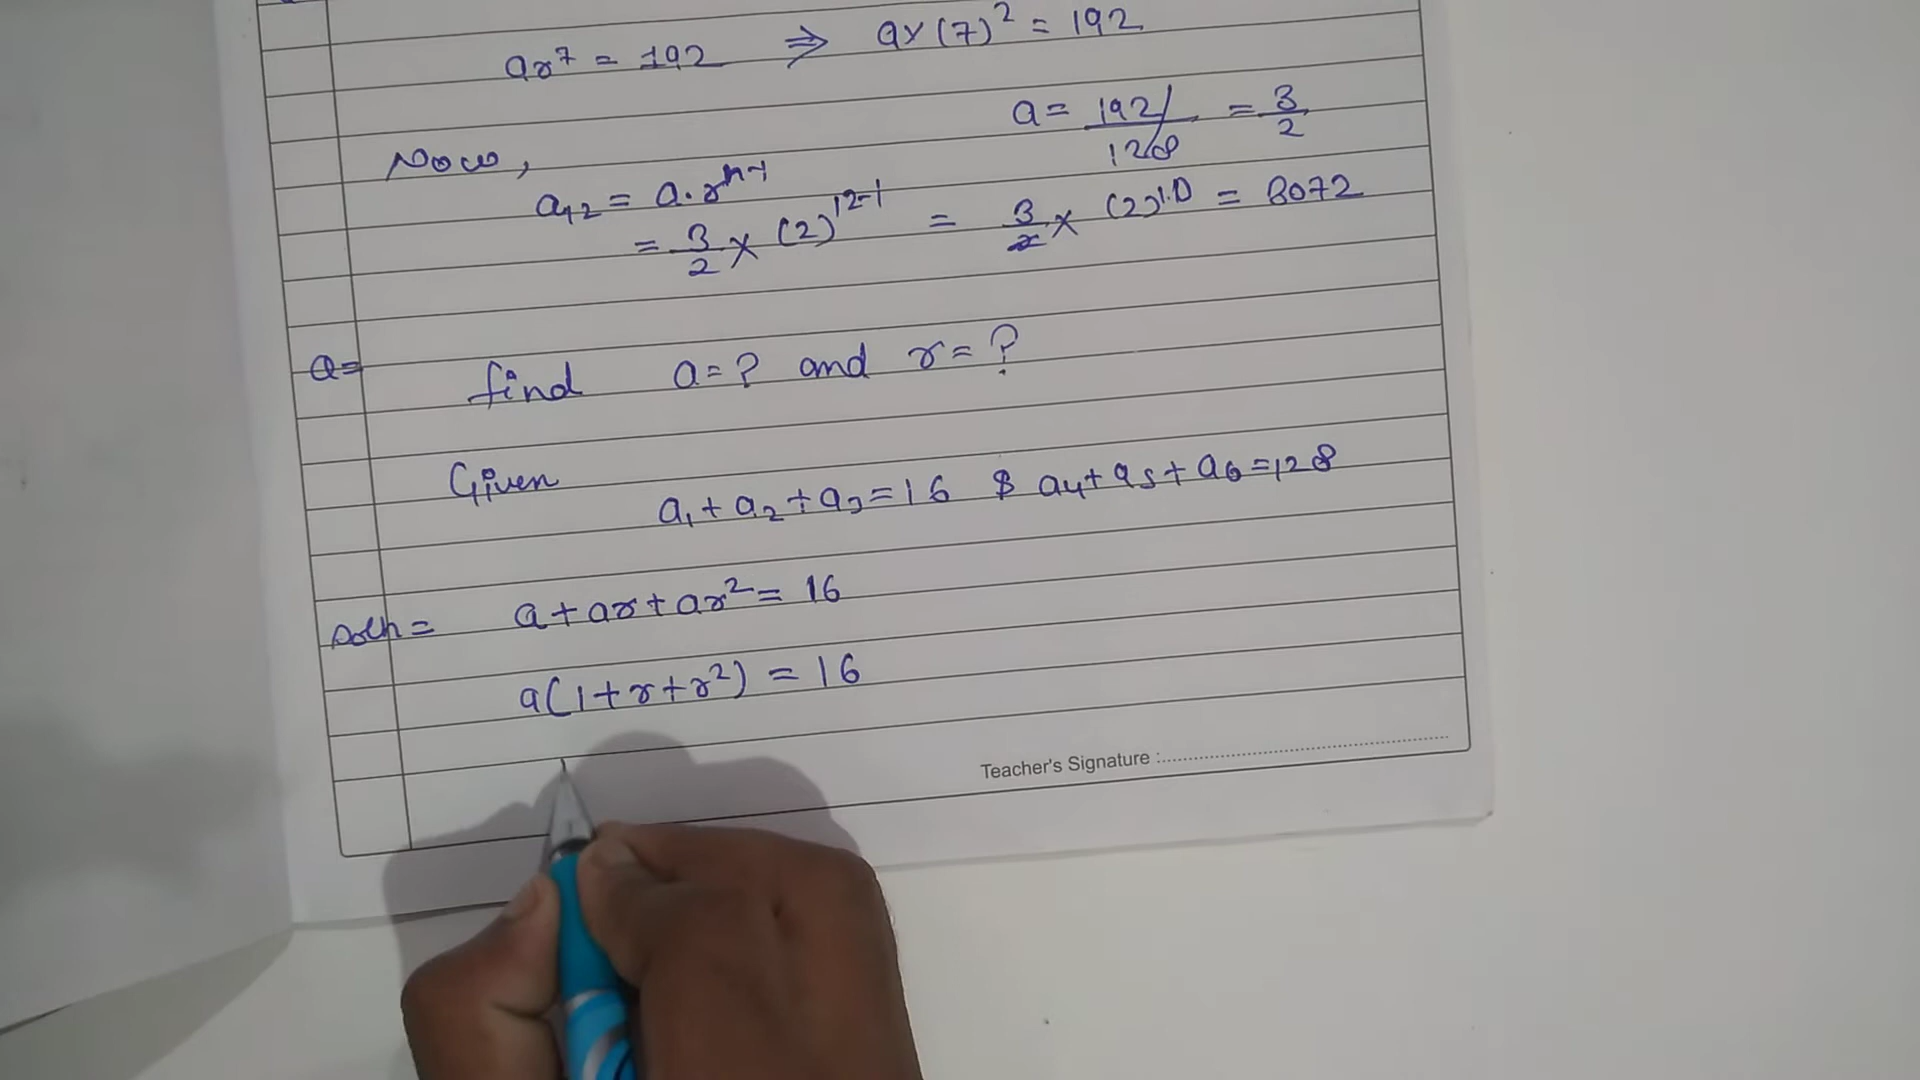 ar⁷ = 192 ⇒ a×(7)² = 192
a = 192/128 = 3/2
Now,
a₁₂ = a·rⁿ⁻¹
= 3/2 × (2)¹²⁻¹ = 3/2 × (2)¹·⁰ = 3072
Q=
find a=? and r=?
Given
a₁+a₂+a₃=16 & a₄+a₅+a₆=128
Soln = a+ar+ar²= 16
a(1+r+r²) = 16
Teacher's Signature :